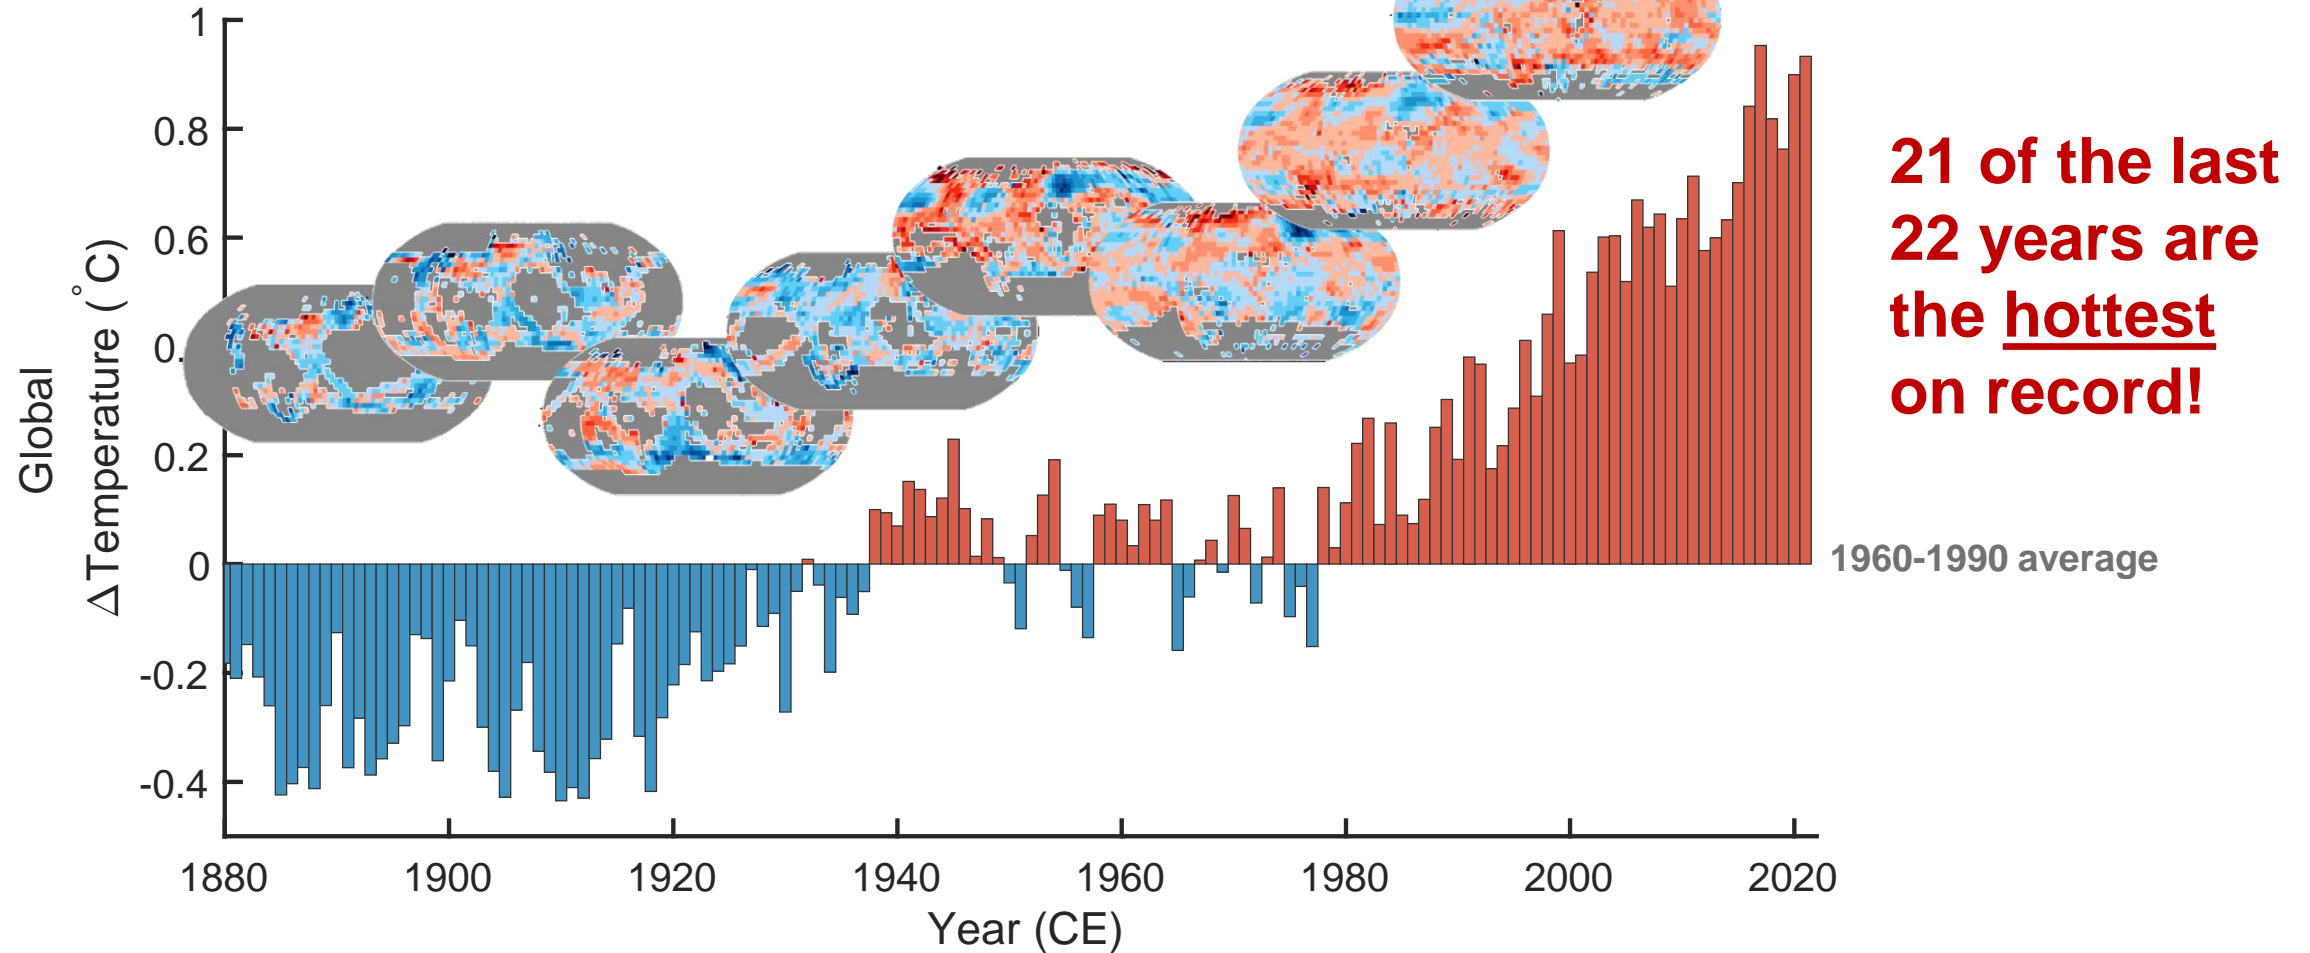 1
0.8
0.6
0.
0.2
0
-0.2
-0.4
Global
ΔTemperature (°C)
1880 1900 1920 1940 1960 1980 2000 2020
Year (CE)
21 of the last
22 years are
the hottest
on record!
1960-1990 average